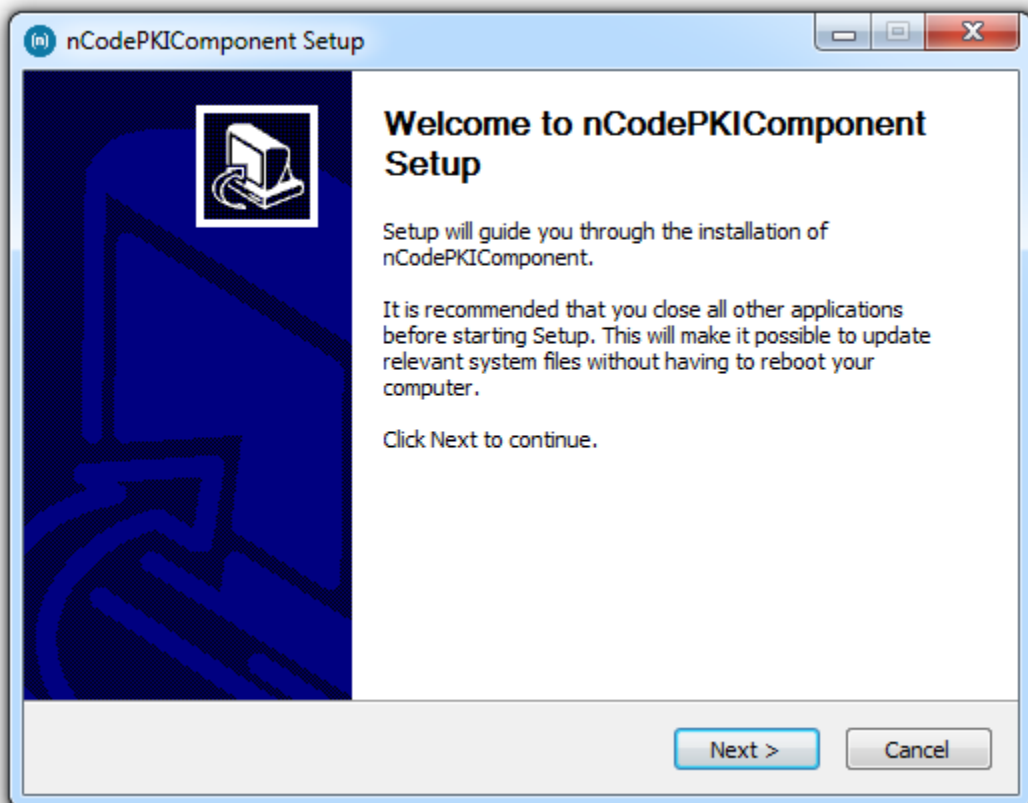 (n) nCodePKIComponent Setup
Welcome to nCodePKIComponent
Setup
Setup will guide you through the installation of
nCodePKIComponent.
It is recommended that you close all other applications
before starting Setup. This will make it possible to update
relevant system files without having to reboot your
computer.
Click Next to continue.
Next >
Cancel